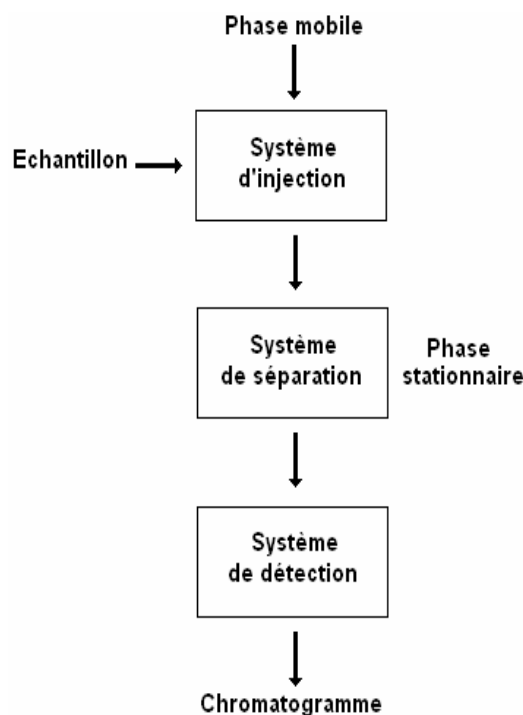 Phase mobile
Echantillon
Système
d'injection
Système
de séparation
Phase
stationnaire
Système
de détection
Chromatogramme